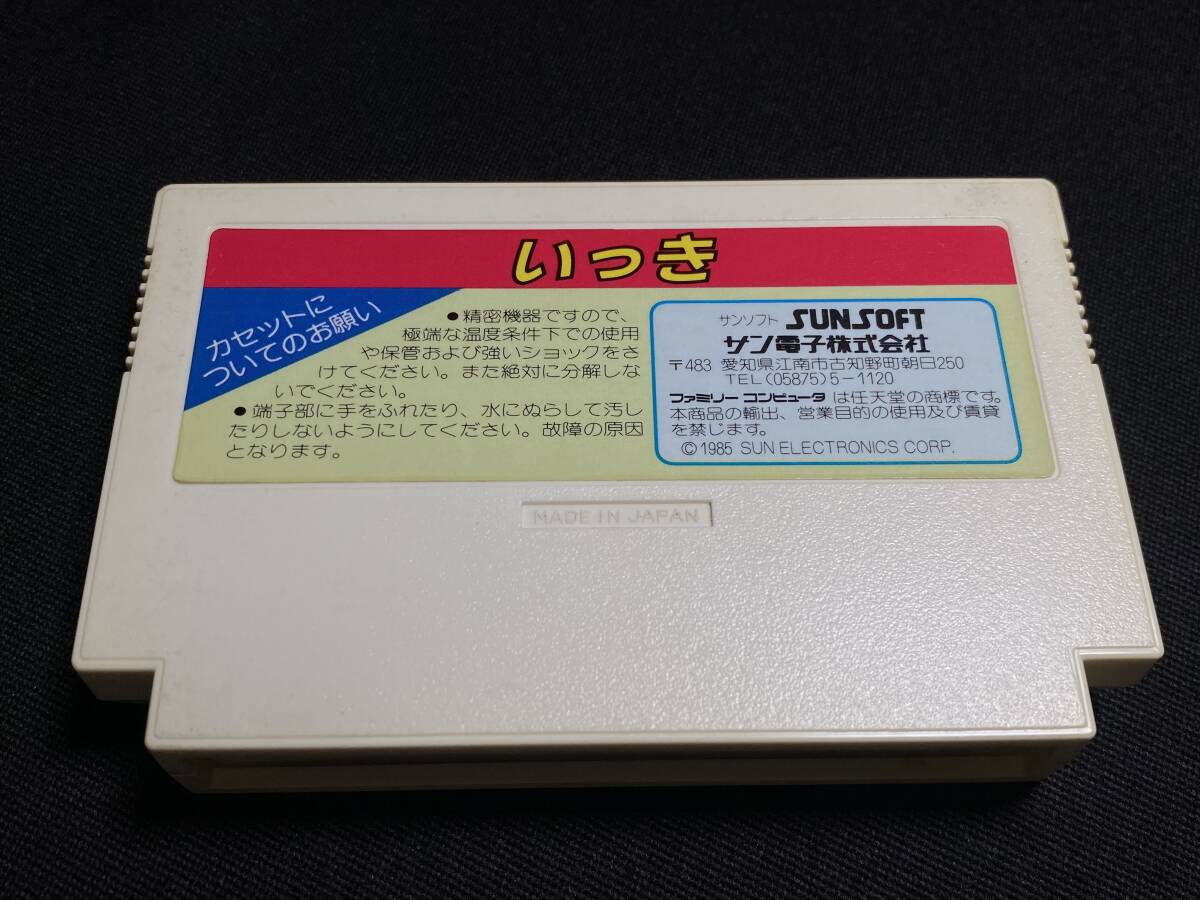 いっき
カセットに
ついてのお願い
●精密機器ですので、
極端な温度条件下での使用
や保管および強いショックをさ
けてください。また絶対に分解しな
いでください。
●端子部に手をふれたり、水にぬらして汚し
たりしないようにしてください。故障の原因
となります。
サンソフト SUNSOFT
サン電子株式会社
〒483 愛知県江南市古知野町朝日250
TEL(05875)5-1120
ファミリーコンピュータは任天堂の商標です。
本商品の輸出、営業目的の使用及び賃貸
を禁じます。
©1985 SUN ELECTRONICS CORP.
MADE IN JAPAN